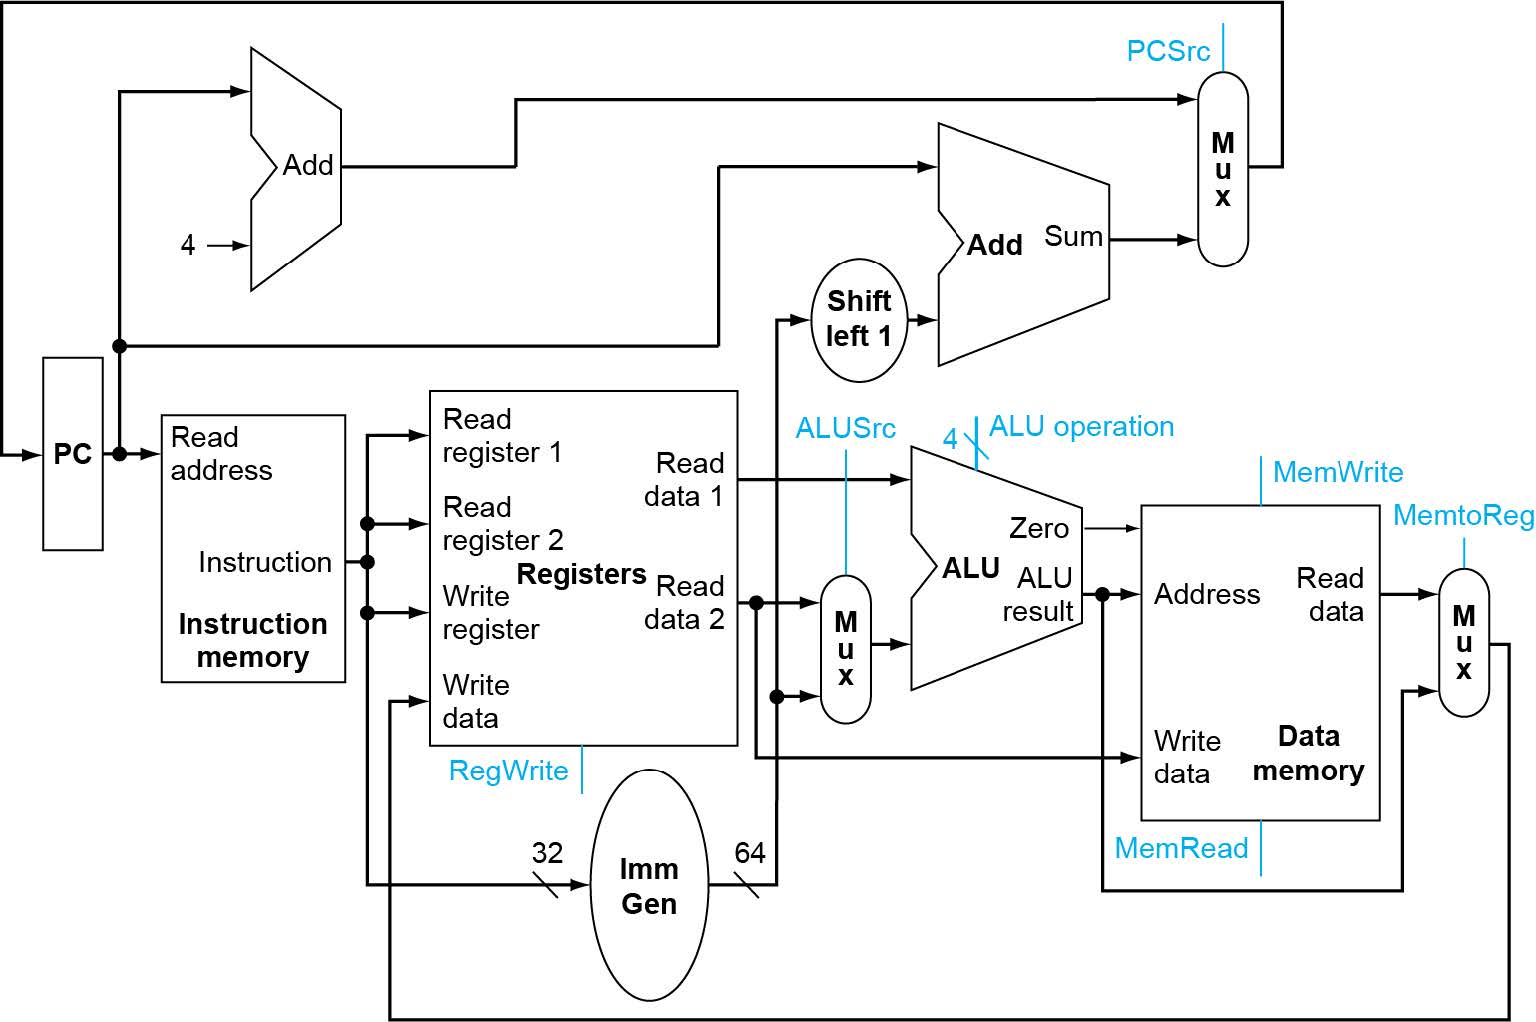 PCSrc
M
u
x
Add
4
Add Sum
Shift
left 1
PC
Read
address
Instruction
Instruction
memory
Read
register 1
Read
register 2
Write
register
Write
data
Registers
Read
data 1
Read
data 2
RegWrite
ALUSrc
M
u
x
4 ALU operation
Zero
ALU
ALU
result
MemWrite
MemtoReg
Address
Read
data
Write
data
Data
memory
MemRead
M
u
x
32
Imm
Gen
64